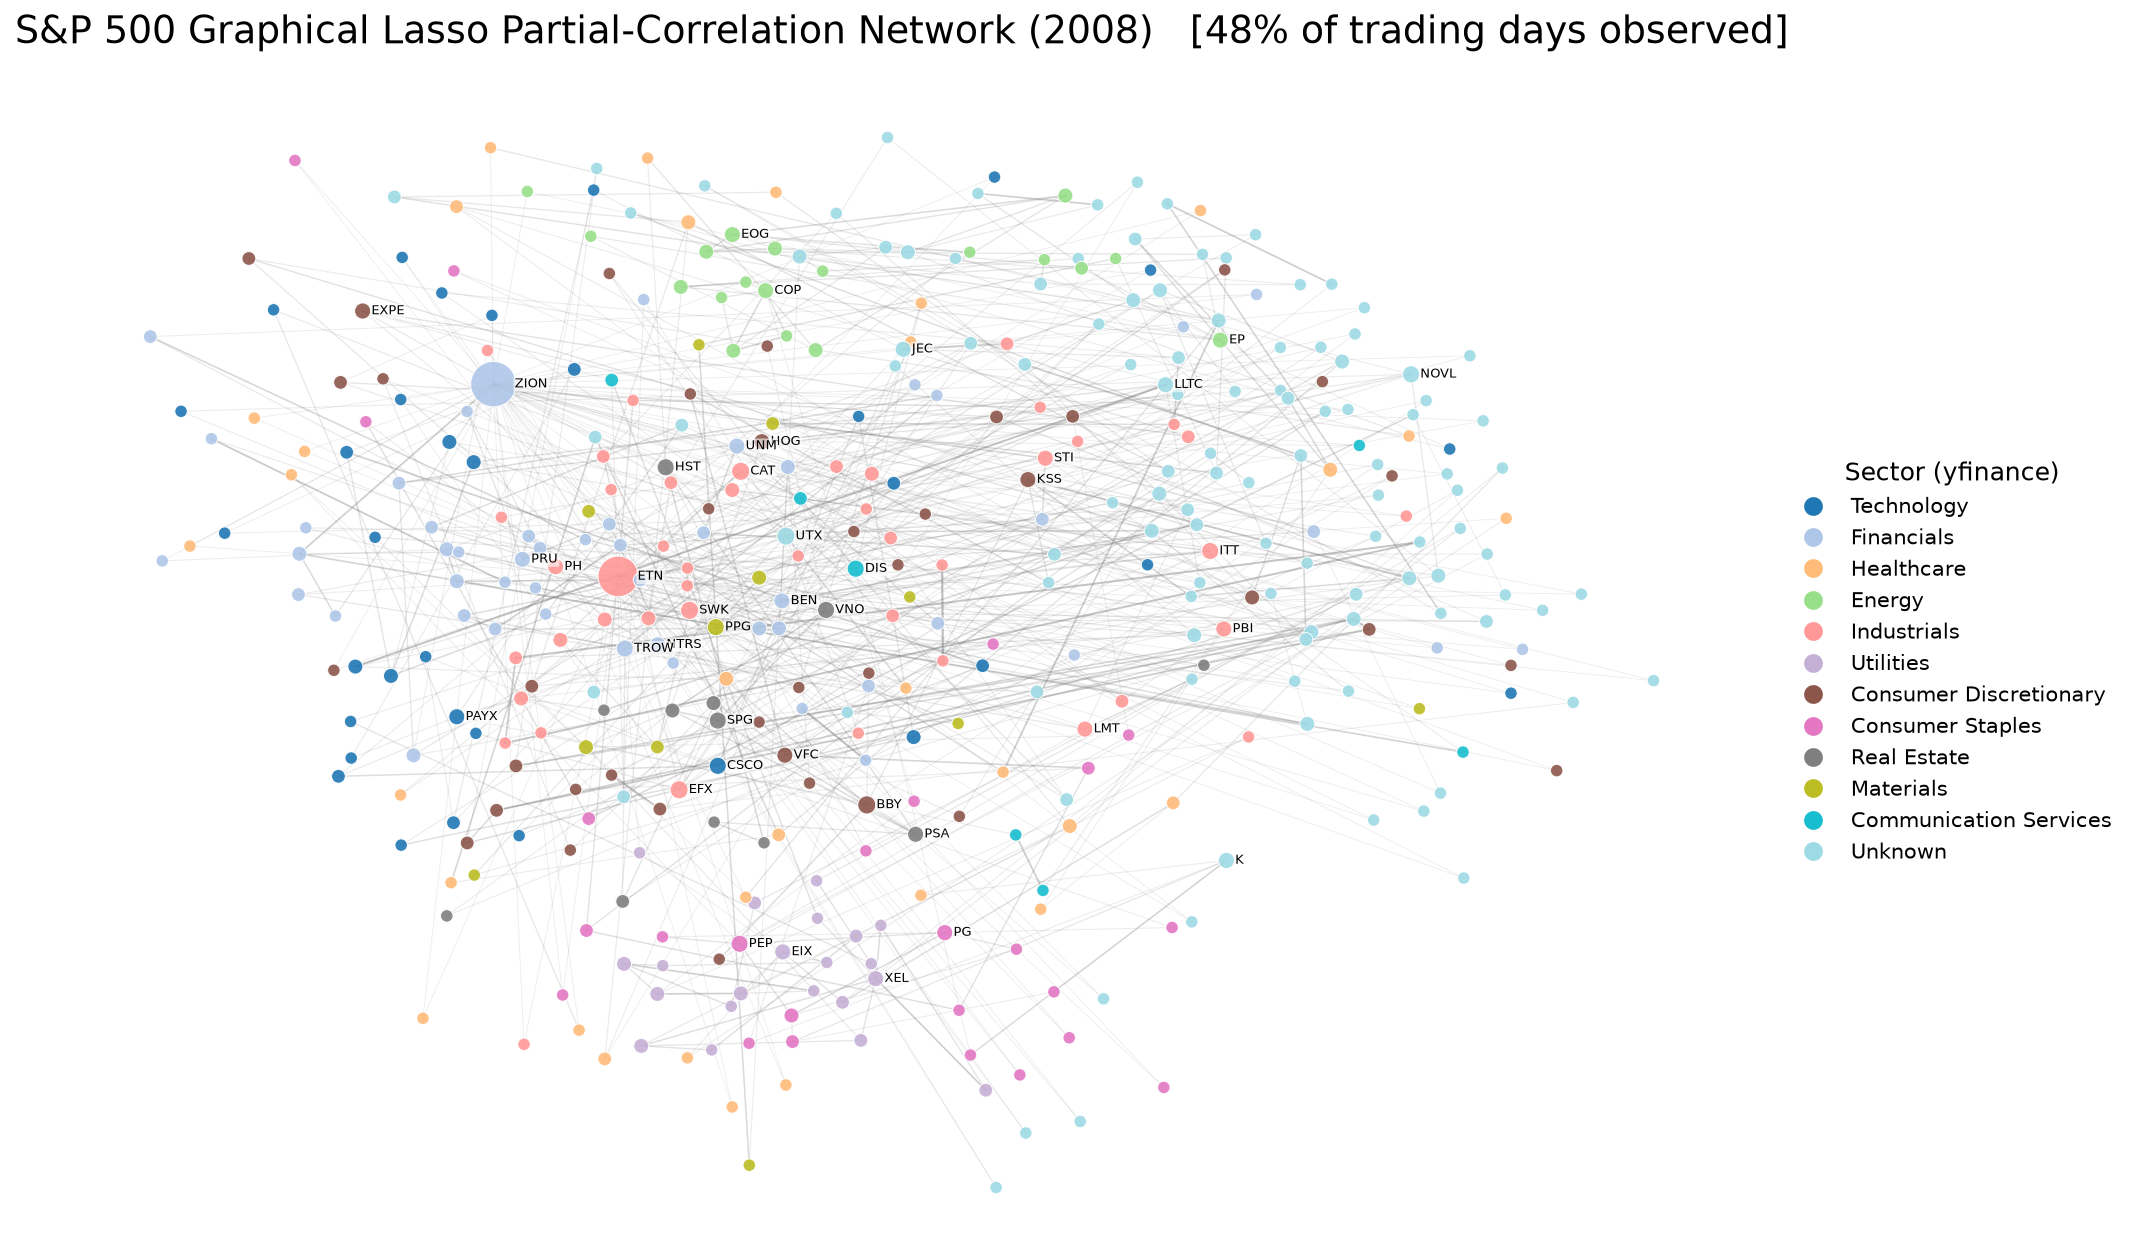 S&P 500 Graphical Lasso Partial-Correlation Network (2008)   [48% of trading days observed]
EOG
COP
EXPE
EP
JEC
NOVL
ZION
LLTC
HOG
UNM
STI
HST
CAT
KSS
UTX
ITT
PRU
PH
DIS
ETN
BEN
SWK
VNO
PPG
PBI
NTRS
TROW
PAYX
SPG
LMT
VFC
CSCO
EFX
BBY
PSA
K
PG
PEP
EIX
XEL
Sector (yfinance)
Technology
Financials
Healthcare
Energy
Industrials
Utilities
Consumer Discretionary
Consumer Staples
Real Estate
Materials
Communication Services
Unknown